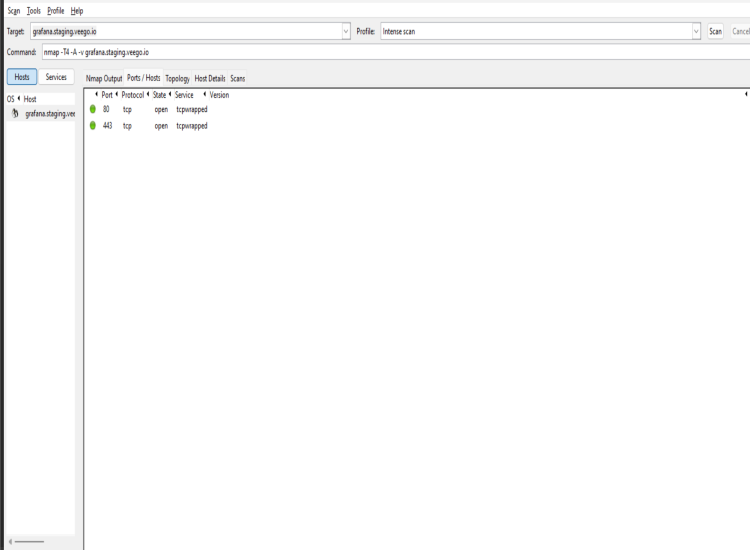 Scan Tools Profile Help
Target: grafana.staging.veego.io Profile: Intense scan Scan Cancel
Command: nmap -T4 -A -v grafana.staging.veego.io
Hosts Services Nmap Output Ports / Hosts Topology Host Details Scans
OS Host Port Protocol State Service Version
grafana.staging.vee 80 tcp open tcpwrapped
443 tcp open tcpwrapped